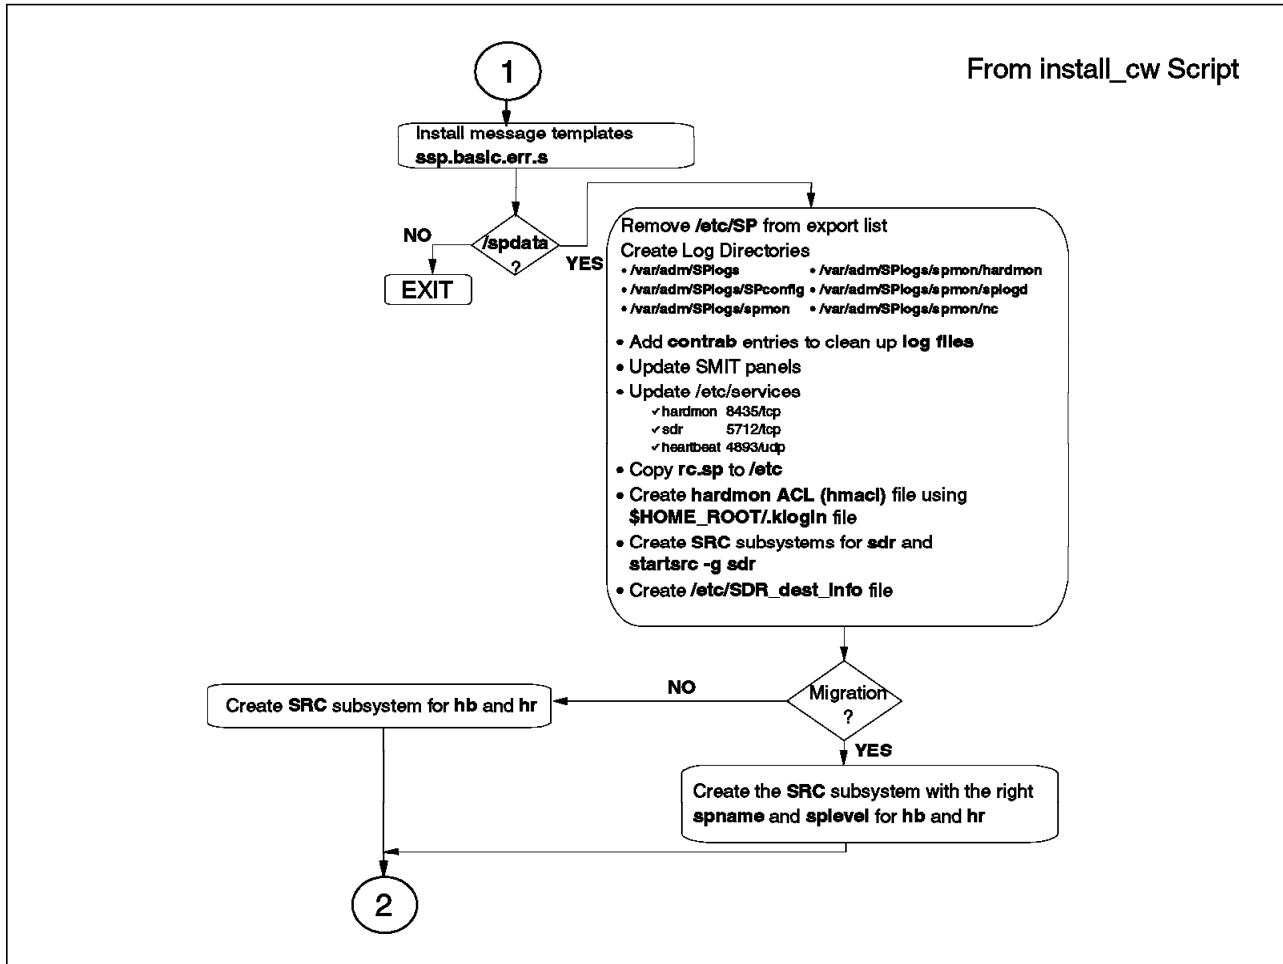 1
From install_cw Script
Install message templates
ssp.basic.err.s
NO
/spdata
?
YES
EXIT
Remove /etc/SP from export list
Create Log Directories
• /var/adm/SPlogs • /var/adm/SPlogs/spmon/hardmon
• /var/adm/SPlogs/SPconfig • /var/adm/SPlogs/spmon/splogd
• /var/adm/SPlogs/spmon • /var/adm/SPlogs/spmon/nc
• Add contrab entries to clean up log files
• Update SMIT panels
• Update /etc/services
✓hardmon 8435/tcp
✓sdr 5712/tcp
✓heartbeat 4893/udp
• Copy rc.sp to /etc
• Create hardmon ACL (hmacl) file using
$HOME_ROOT/.klogin file
• Create SRC subsystems for sdr and
startsrc -g sdr
• Create /etc/SDR_dest_info file
Migration
?
NO
YES
Create SRC subsystem for hb and hr
Create the SRC subsystem with the right
spname and splevel for hb and hr
2